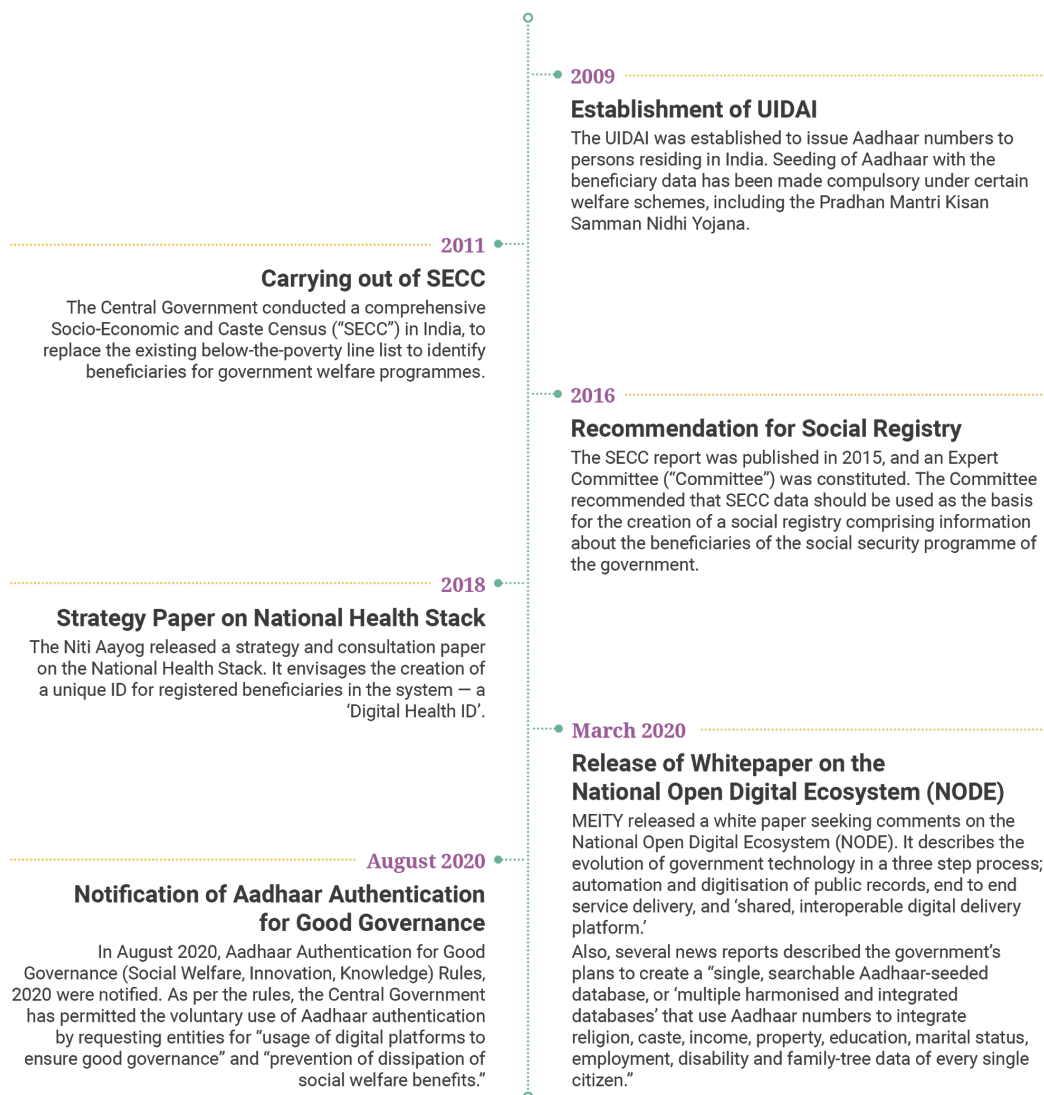 2009
Establishment of UIDAI
The UIDAI was established to issue Aadhaar numbers to
persons residing in India. Seeding of Aadhaar with the
beneficiary data has been made compulsory under certain
welfare schemes, including the Pradhan Mantri Kisan
Samman Nidhi Yojana.
2011
Carrying out of SECC
The Central Government conducted a comprehensive
Socio-Economic and Caste Census (“SECC”) in India, to
replace the existing below-the-poverty line list to identify
beneficiaries for government welfare programmes.
2016
Recommendation for Social Registry
The SECC report was published in 2015, and an Expert
Committee (“Committee”) was constituted. The Committee
recommended that SECC data should be used as the basis
for the creation of a social registry comprising information
about the beneficiaries of the social security programme of
the government.
2018
Strategy Paper on National Health Stack
The Niti Aayog released a strategy and consultation paper
on the National Health Stack. It envisages the creation of
a unique ID for registered beneficiaries in the system — a
‘Digital Health ID’.
March 2020
Release of Whitepaper on the
National Open Digital Ecosystem (NODE)
MEITY released a white paper seeking comments on the
National Open Digital Ecosystem (NODE). It describes the
evolution of government technology in a three step process;
automation and digitisation of public records, end to end
service delivery, and ‘shared, interoperable digital delivery
platform.’
Also, several news reports described the government’s
plans to create a “single, searchable Aadhaar-seeded
database, or ‘multiple harmonised and integrated
databases’ that use Aadhaar numbers to integrate
religion, caste, income, property, education, marital status,
employment, disability and family-tree data of every single
citizen.”
August 2020
Notification of Aadhaar Authentication
for Good Governance
In August 2020, Aadhaar Authentication for Good
Governance (Social Welfare, Innovation, Knowledge) Rules,
2020 were notified. As per the rules, the Central Government
has permitted the voluntary use of Aadhaar authentication
by requesting entities for “usage of digital platforms to
ensure good governance” and “prevention of dissipation of
social welfare benefits.”